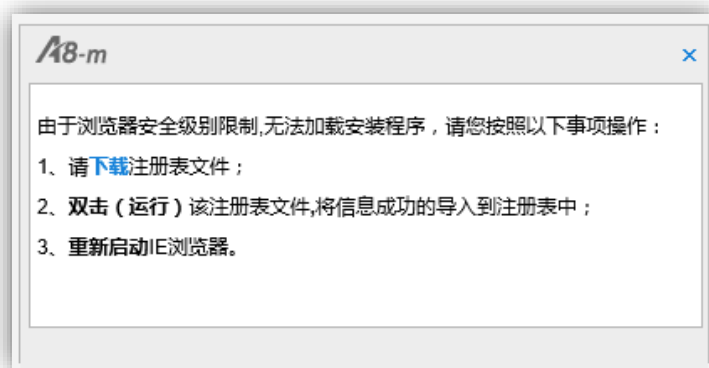 A8-m
由于浏览器安全级别限制,无法加载安装程序，请您按照以下事项操作：
1、请下载注册表文件；
2、双击（运行）该注册表文件,将信息成功的导入到注册表中；
3、重新启动IE浏览器。